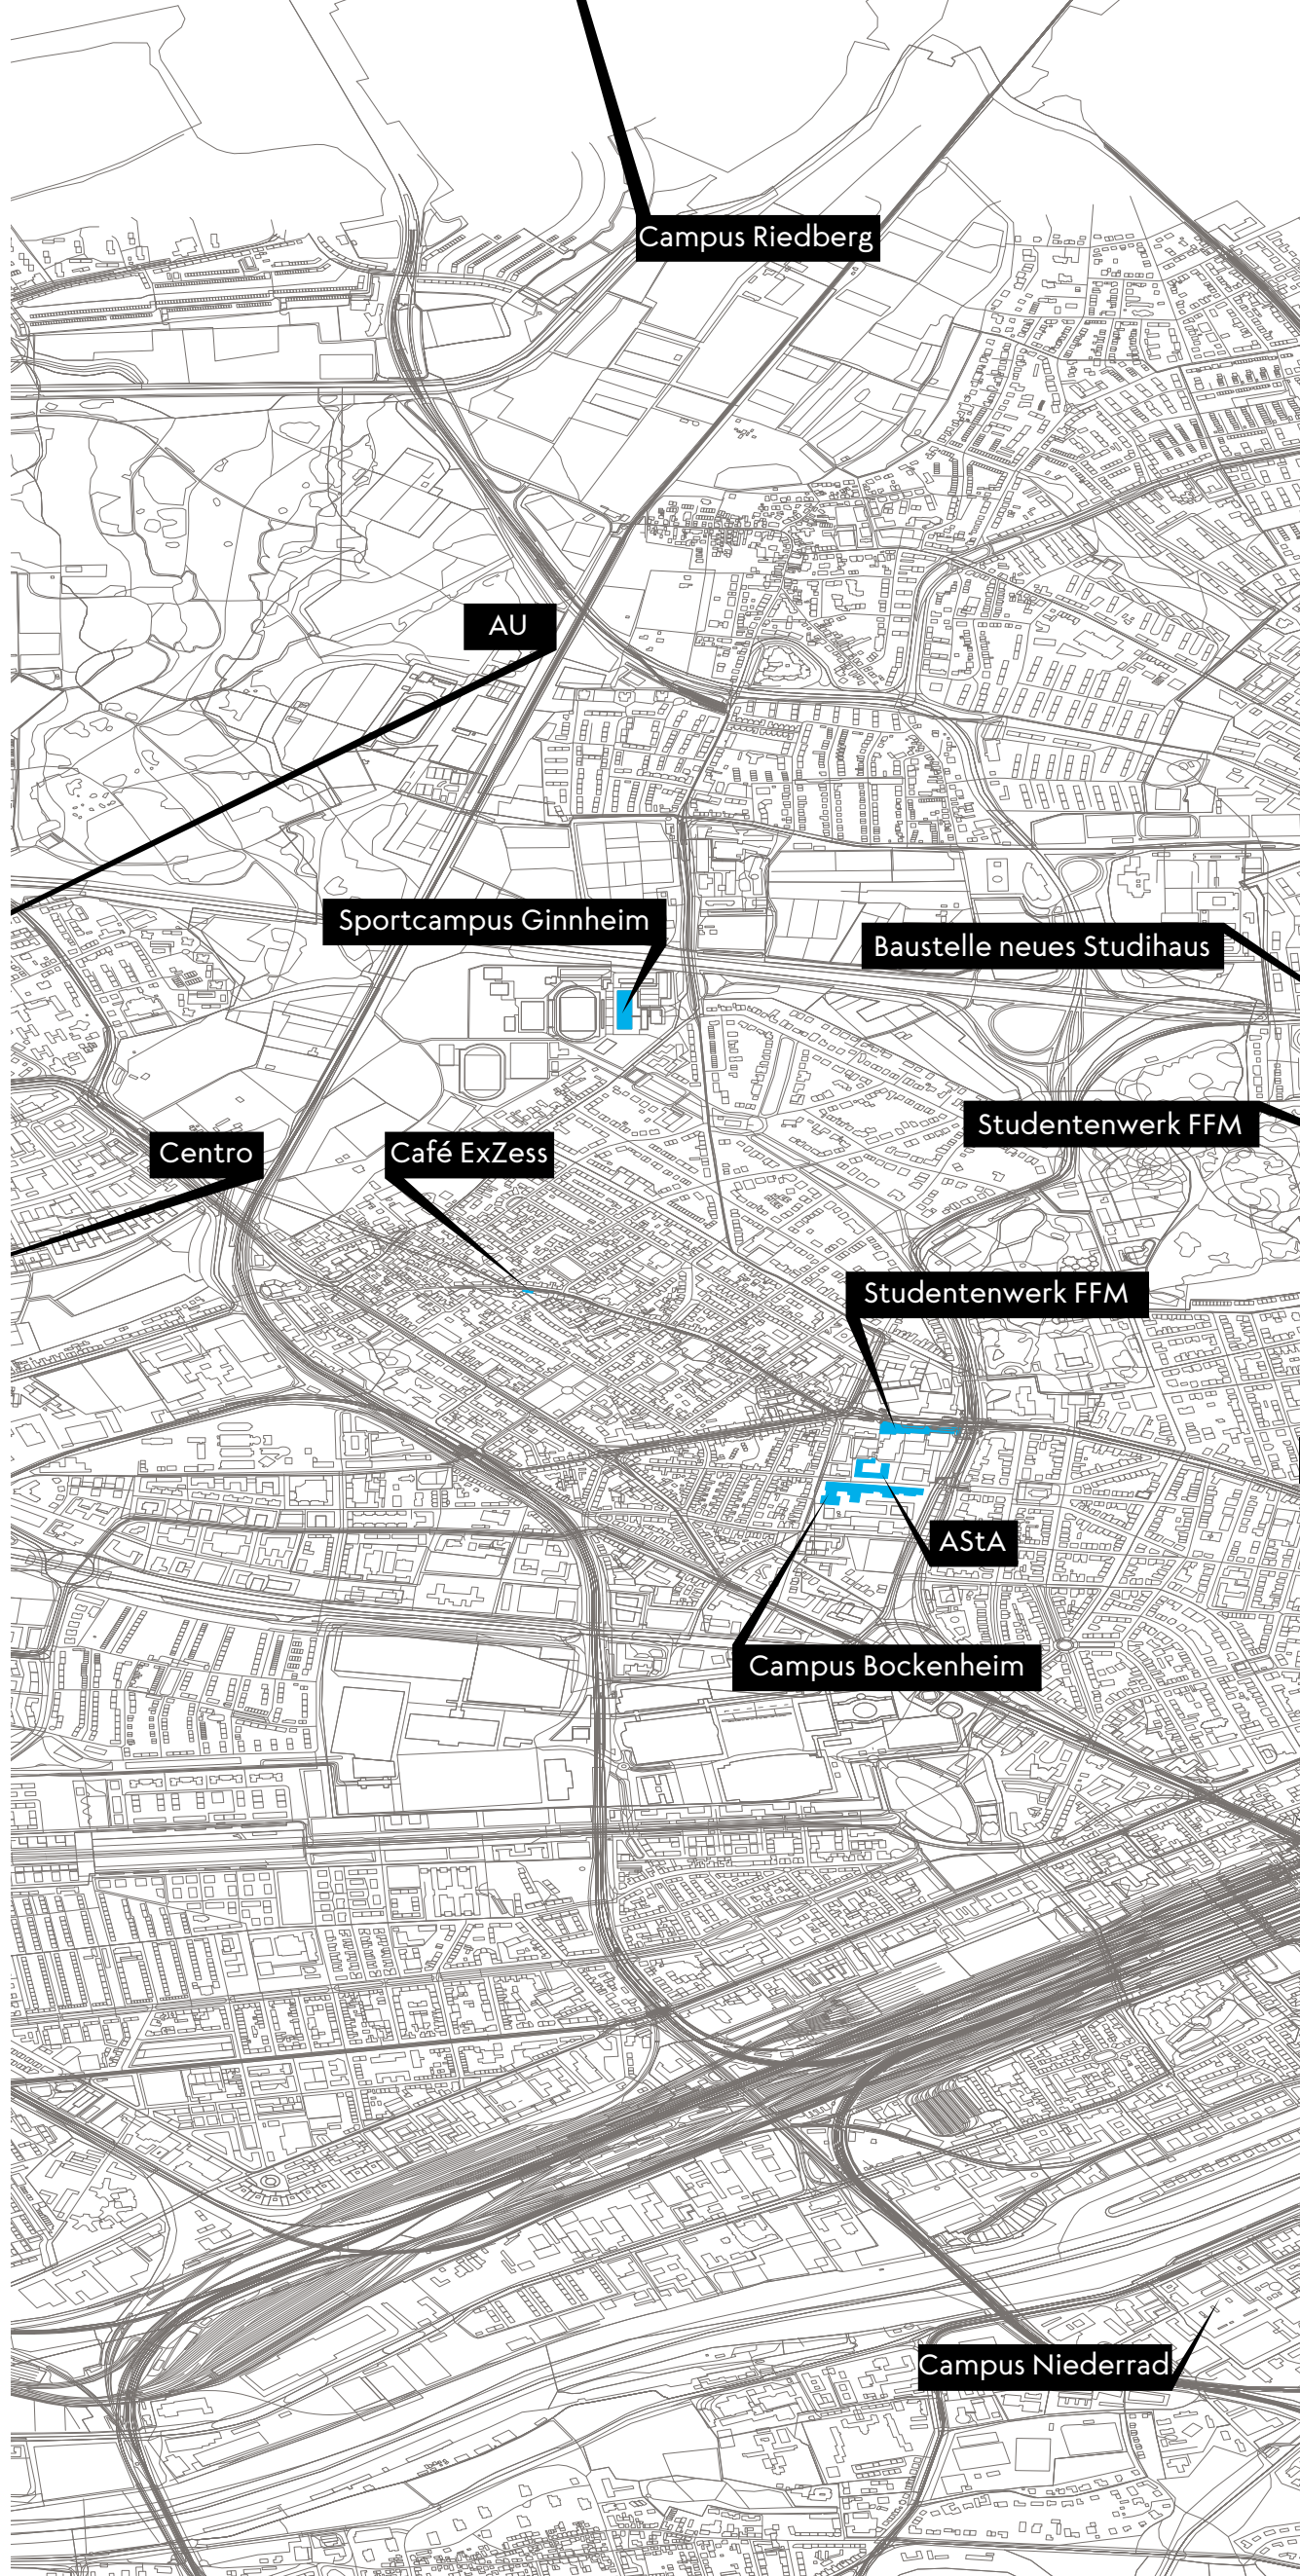 Campus Riedberg
AU
Sportcampus Ginnheim
Baustelle neues Studihaus
Studentenwerk FFM
Centro
Café ExZess
Studentenwerk FFM
AStA
Campus Bockenheim
Campus Niederrad